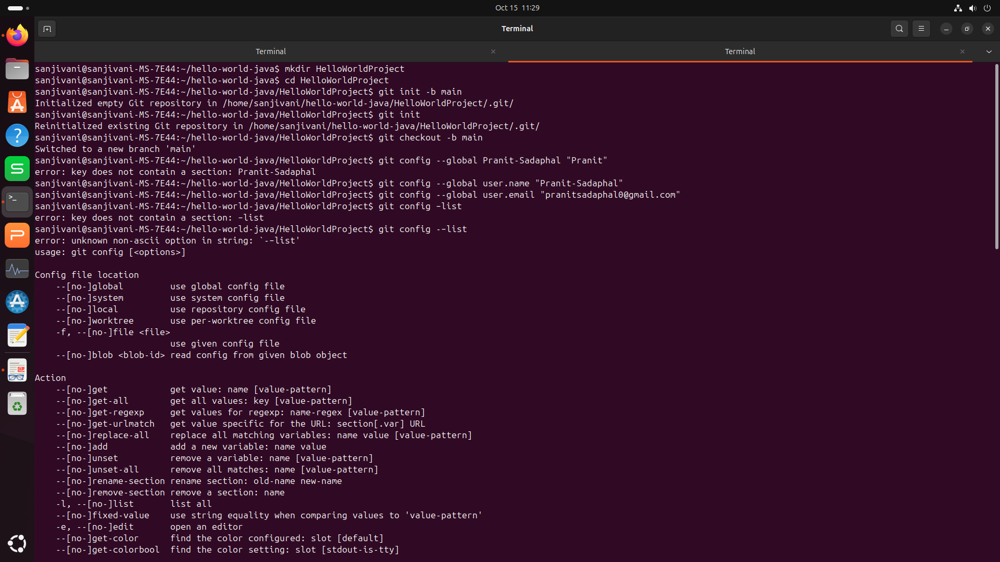 Oct 15 11:29
Terminal
Terminal
Terminal
sanjivani@sanjivani-MS-7E44:~/hello-world-java$ mkdir HelloWorldProject
sanjivani@sanjivani-MS-7E44:~/hello-world-java$ cd HelloWorldProject
sanjivani@sanjivani-MS-7E44:~/hello-world-java/HelloWorldProject$ git init -b main
Initialized empty Git repository in /home/sanjivani/hello-world-java/HelloWorldProject/.git/
sanjivani@sanjivani-MS-7E44:~/hello-world-java/HelloWorldProject$ git init
Reinitialized existing Git repository in /home/sanjivani/hello-world-java/HelloWorldProject/.git/
sanjivani@sanjivani-MS-7E44:~/hello-world-java/HelloWorldProject$ git checkout -b main
Switched to a new branch 'main'
sanjivani@sanjivani-MS-7E44:~/hello-world-java/HelloWorldProject$ git config --global Pranit-Sadaphal "Pranit"
error: key does not contain a section: Pranit-Sadaphal
sanjivani@sanjivani-MS-7E44:~/hello-world-java/HelloWorldProject$ git config --global user.name "Pranit-Sadaphal"
sanjivani@sanjivani-MS-7E44:~/hello-world-java/HelloWorldProject$ git config --global user.email "pranitsadaphal0@gmail.com"
sanjivani@sanjivani-MS-7E44:~/hello-world-java/HelloWorldProject$ git config –list
error: key does not contain a section: –list
sanjivani@sanjivani-MS-7E44:~/hello-world-java/HelloWorldProject$ git config -–list
error: unknown non-ascii option in string: `-–list'
usage: git config [<options>]
Config file location
--[no-]global use global config file
--[no-]system use system config file
--[no-]local use repository config file
--[no-]worktree use per-worktree config file
-f, --[no-]file <file>
use given config file
--[no-]blob <blob-id> read config from given blob object
Action
--[no-]get get value: name [value-pattern]
--[no-]get-all get all values: key [value-pattern]
--[no-]get-regexp get values for regexp: name-regex [value-pattern]
--[no-]get-urlmatch get value specific for the URL: section[.var] URL
--[no-]replace-all replace all matching variables: name value [value-pattern]
--[no-]add add a new variable: name value
--[no-]unset remove a variable: name [value-pattern]
--[no-]unset-all remove all matches: name [value-pattern]
--[no-]rename-section rename section: old-name new-name
--[no-]remove-section remove a section: name
-l, --[no-]list list all
--[no-]fixed-value use string equality when comparing values to 'value-pattern'
-e, --[no-]edit open an editor
--[no-]get-color find the color configured: slot [default]
--[no-]get-colorbool find the color setting: slot [stdout-is-tty]